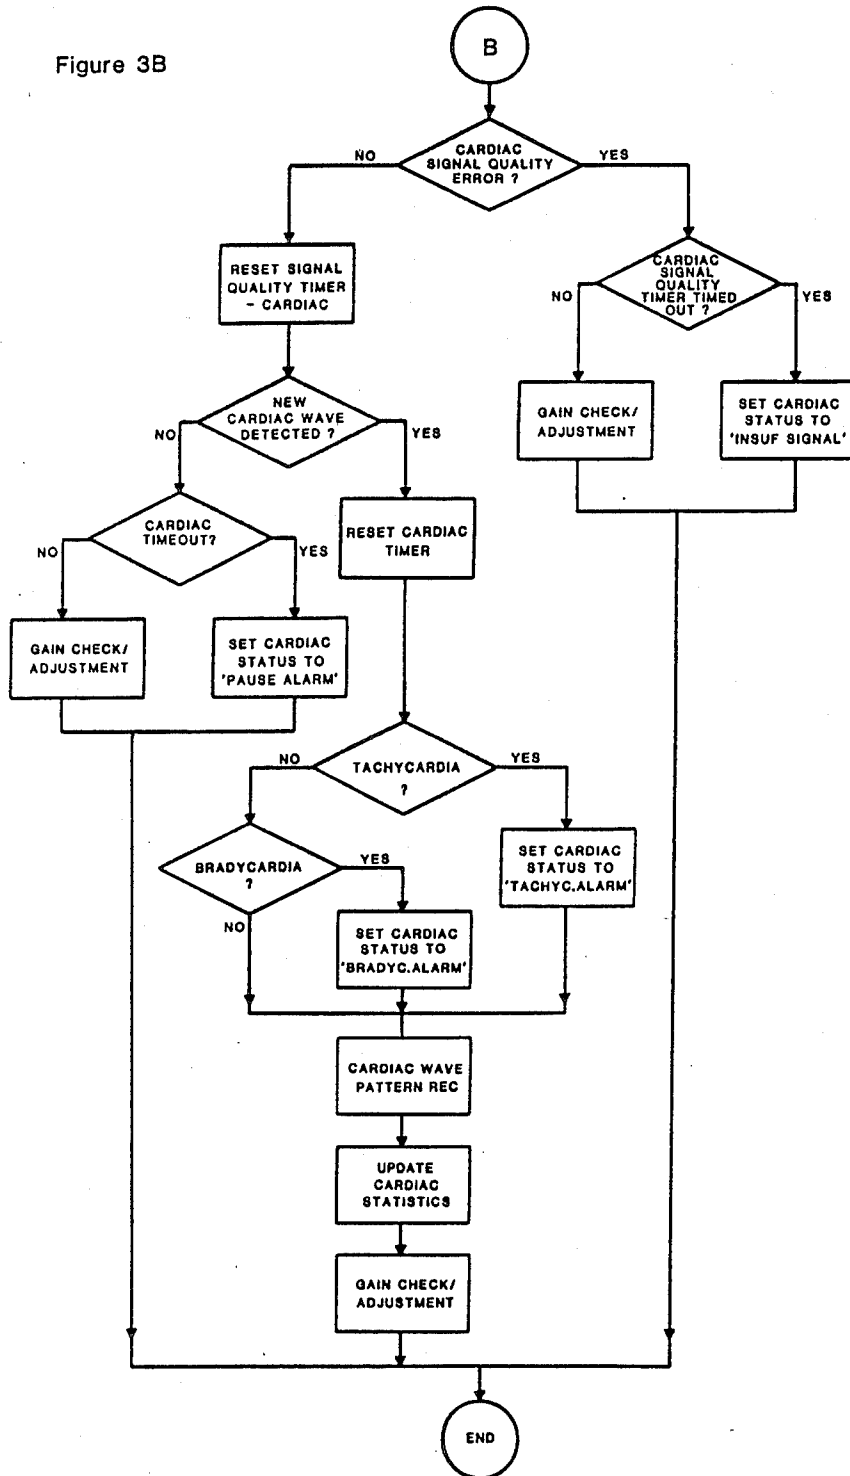 Figure 3B
B
CARDIAC
SIGNAL QUALITY
ERROR ?
NO
YES
RESET SIGNAL
QUALITY TIMER
- CARDIAC
CARDIAC
SIGNAL
QUALITY
TIMER TIMED
OUT ?
NO
YES
NEW
CARDIAC WAVE
DETECTED ?
NO
YES
GAIN CHECK/
ADJUSTMENT
SET CARDIAC
STATUS TO
'INSUF SIGNAL'
CARDIAC
TIMEOUT?
NO
YES
RESET CARDIAC
TIMER
GAIN CHECK/
ADJUSTMENT
SET CARDIAC
STATUS TO
'PAUSE ALARM'
TACHYCARDIA
?
NO
YES
BRADYCARDIA
?
YES
NO
SET CARDIAC
STATUS TO
'TACHYC.ALARM'
SET CARDIAC
STATUS TO
'BRADYC.ALARM'
CARDIAC WAVE
PATTERN REC
UPDATE
CARDIAC
STATISTICS
GAIN CHECK/
ADJUSTMENT
END